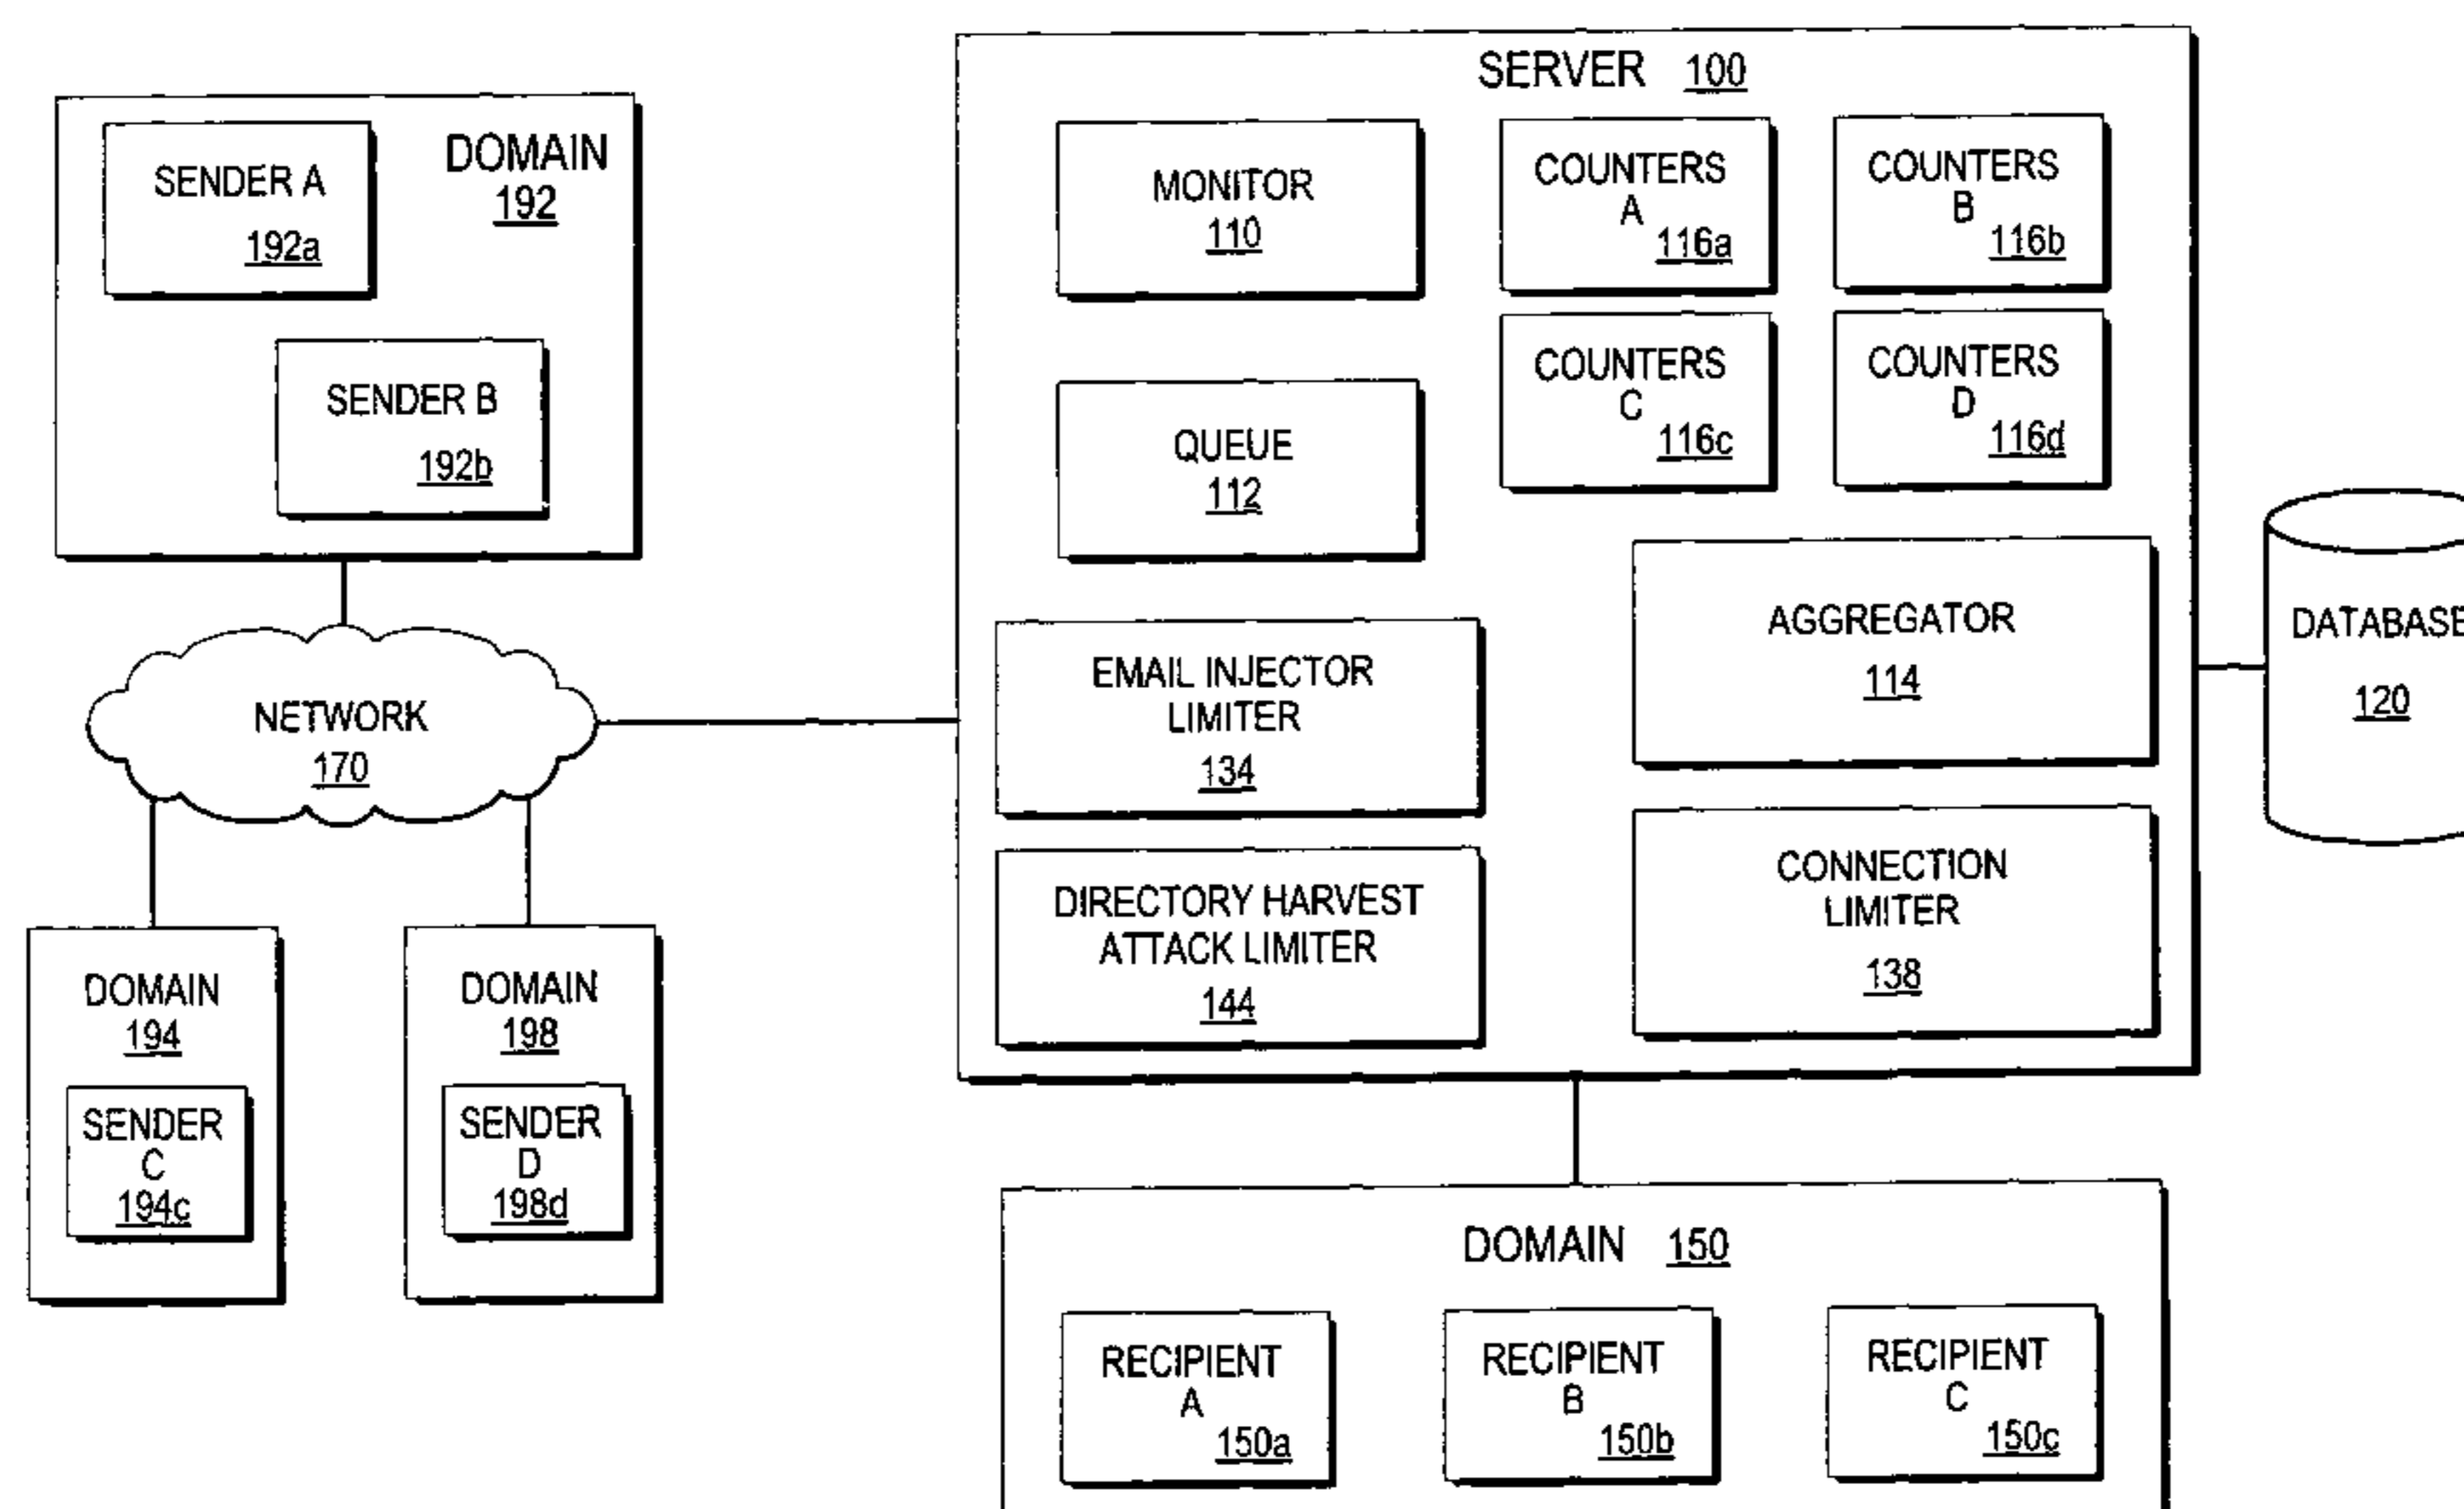 SERVER 100
DOMAIN
192
SENDER A
192a
SENDER B
192b
MONITOR
110
COUNTERS
A
116a
COUNTERS
B
116b
QUEUE
112
COUNTERS
C
116c
COUNTERS
D
116d
NETWORK
170
EMAIL INJECTOR
LIMITER
134
AGGREGATOR
114
DATABASE
120
DIRECTORY HARVEST
ATTACK LIMITER
144
CONNECTION
LIMITER
138
DOMAIN
194
SENDER
C
194c
DOMAIN
198
SENDER
D
198d
DOMAIN 150
RECIPIENT
A
150a
RECIPIENT
B
150b
RECIPIENT
C
150c